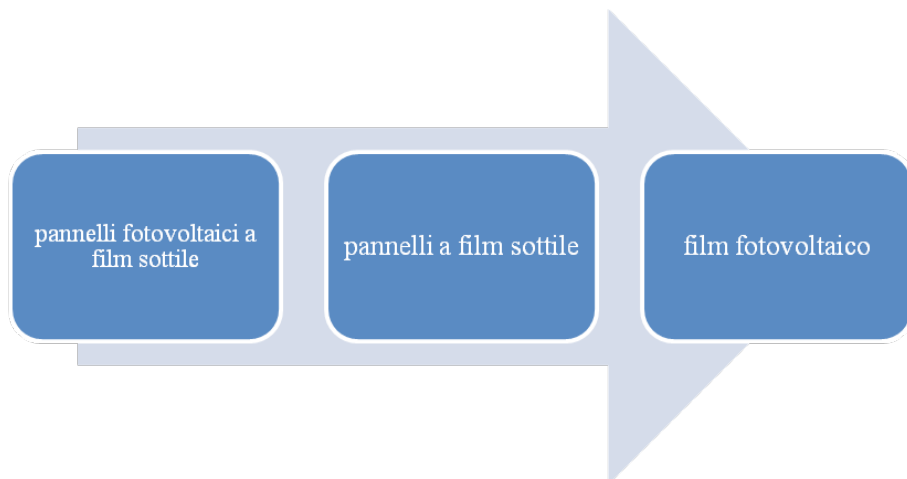 pannelli fotovoltaici a
film sottile
pannelli a film sottile
film fotovoltaico